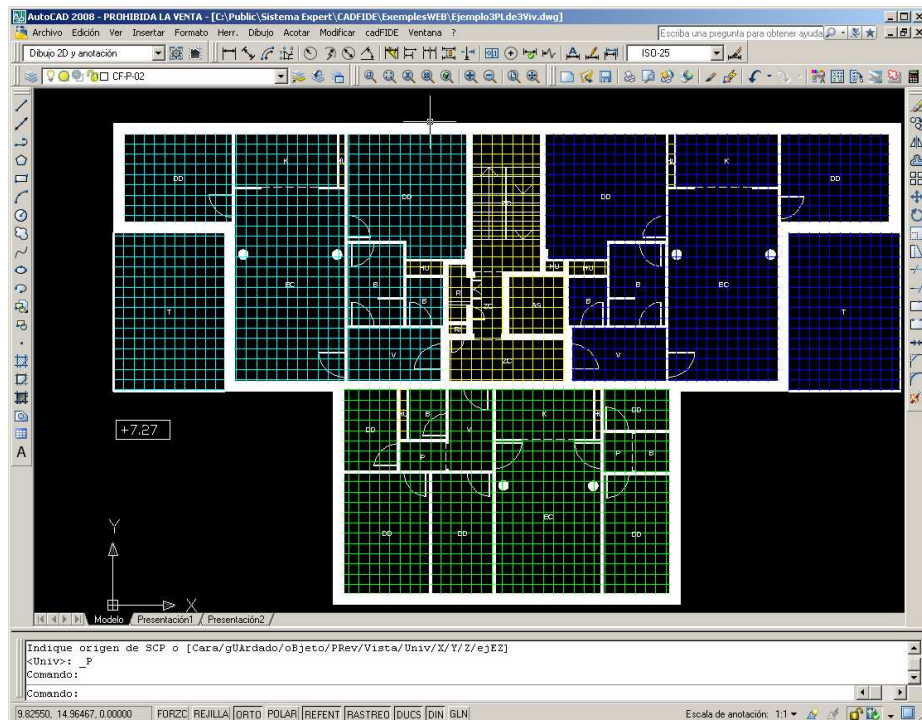 AutoCAD 2008 - PROHIBIDA LA VENTA - [C:\Public\Sistema Expert\CADFIDE\ExemplesWEB\Ejemplo3PLde3Viv.dwg]
Archivo Edición Ver Insertar Formato Herr. Dibujo Acotar Modificar cadFIDE Ventana ?
Escriba una pregunta para obtener ayuda
Dibujo 2D y anotación
ISO-25
CF-P-02
K
K
DD
DD
DD
DD
HU
HU
EC
B
B
R
ZC
AS
B
B
EC
T
T
V
ZC
V
DD
B
V
K
DD
P
P
B
+7.27
DD
DD
EC
DD
Y
X
Modelo
Presentación1
Presentación2
Indique origen de SCP o [Cara/gUArdado/oBjeto/PRev/Vista/Univ/X/Y/Z/ejEZ]
<Univ>: _P
Comando:
Comando:
9.82550, 14.96467, 0.00000 FORZC REJILLA ORTO POLAR REFENT RASTREO DUCS DIN GLN Escala de anotación: 1:1